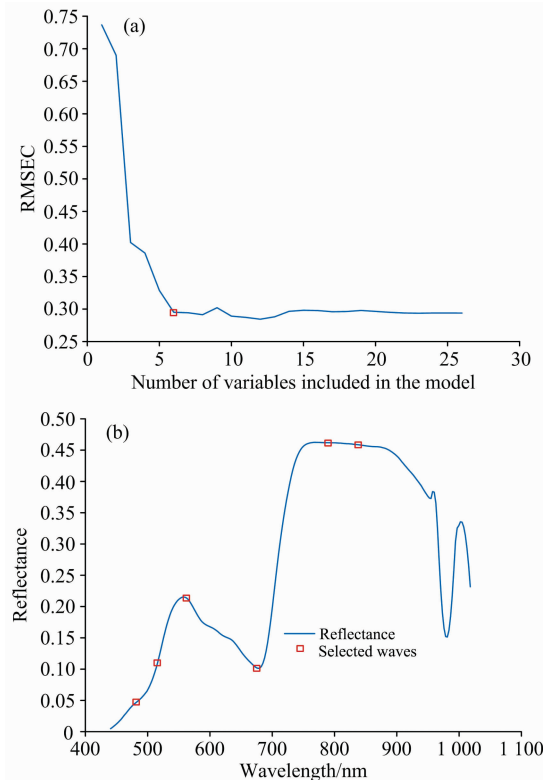 (a)
0.75
0.70
0.65
0.60
0.55
0.50
0.45
0.40
0.35
0.30
0.25
RMSEC
0 5 10 15 20 25 30
Number of variables included in the model
(b)
0.50
0.45
0.40
0.35
0.30
0.25
0.20
0.15
0.10
0.05
0
Reflectance
Reflectance
Selected waves
400 500 600 700 800 900 1 000 1 100
Wavelength/nm